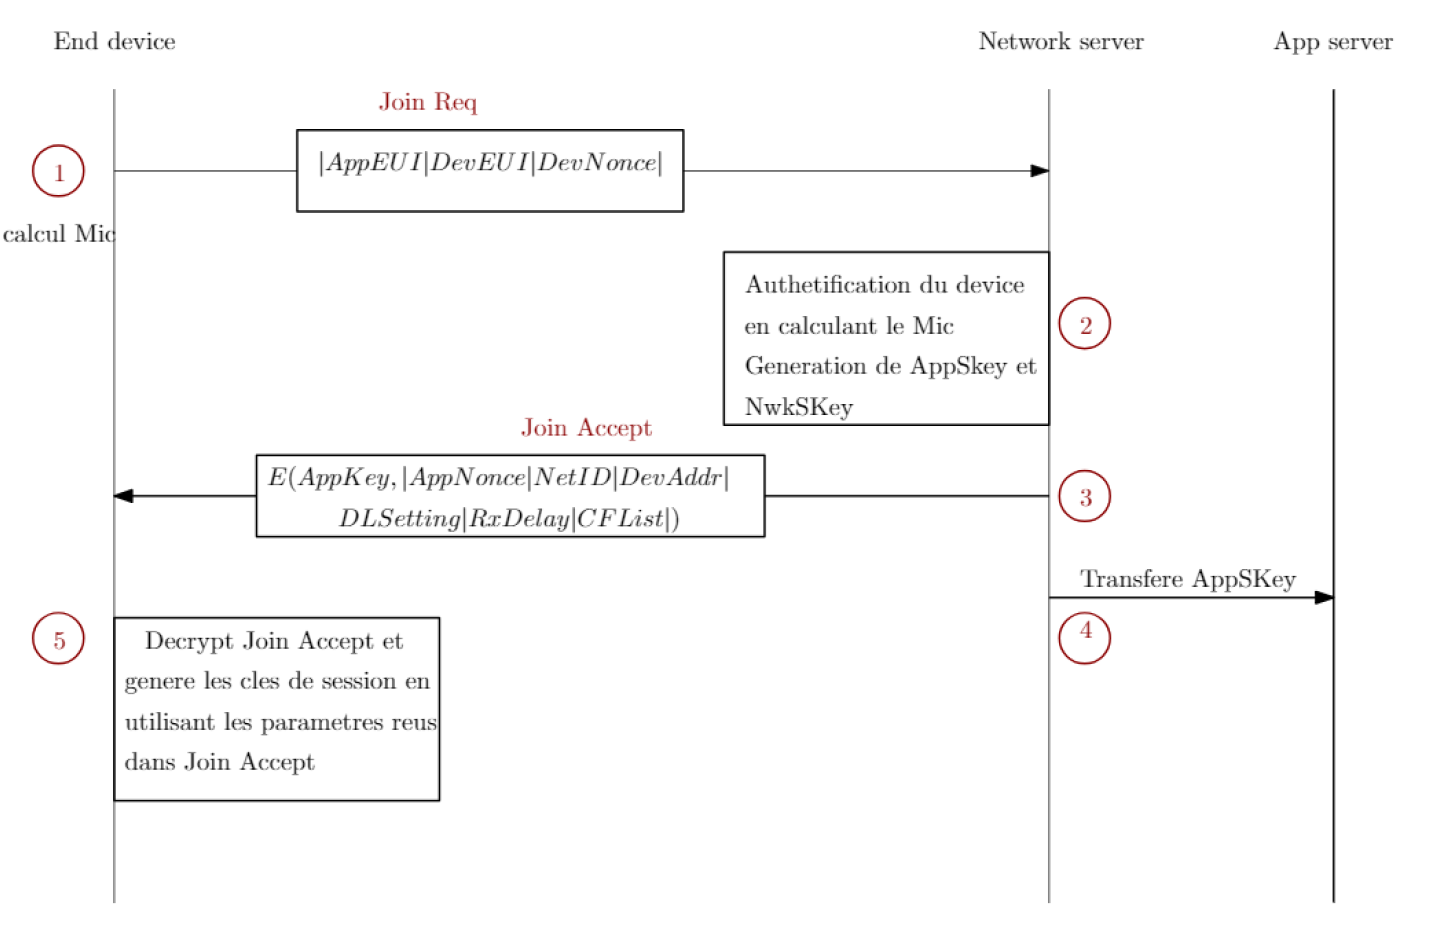 End device
Network server
App server
Join Req
|AppEUI|DevEUI|DevNonce|
1
calcul Mic
Authetification du device
en calculant le Mic
Generation de AppSkey et
NwkSKey
2
Join Accept
E(AppKey,|AppNonce|NetID|DevAddr|
DLSetting|RxDelay|CFList|)
3
Transfere AppSKey
4
5
Decrypt Join Accept et
genere les cles de session en
utilisant les parametres reus
dans Join Accept